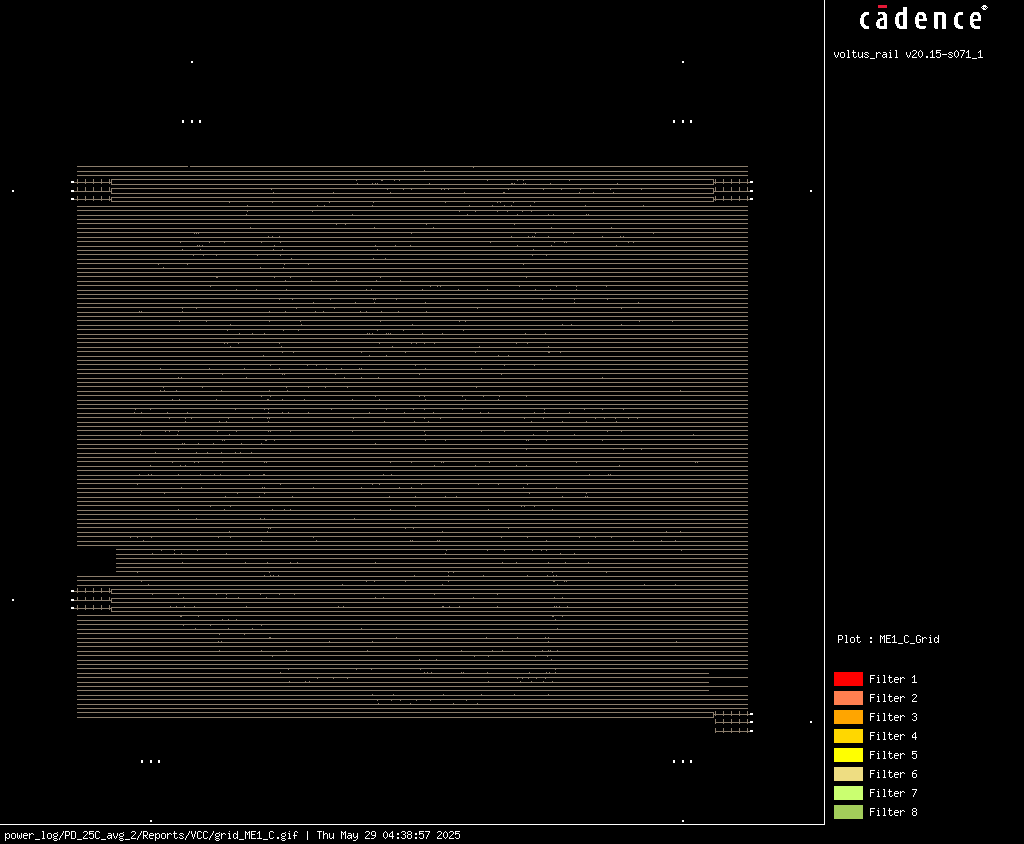 cādence®
voltus_rail v20.15-s071_1
Plot : ME1_C_Grid
Filter 1
Filter 2
Filter 3
Filter 4
Filter 5
Filter 6
Filter 7
Filter 8
power_log/PD_25C_avg_2/Reports/VCC/grid_ME1_C.gif | Thu May 29 04:38:57 2025